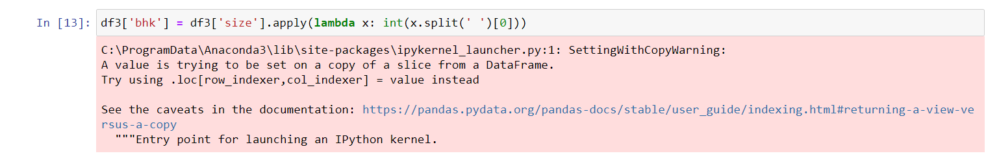 In [13]: df3['bhk'] = df3['size'].apply(lambda x: int(x.split(' ')[0]))
C:\ProgramData\Anaconda3\lib\site-packages\ipykernel_launcher.py:1: SettingWithCopyWarning:
A value is trying to be set on a copy of a slice from a DataFrame.
Try using .loc[row_indexer,col_indexer] = value instead
See the caveats in the documentation: https://pandas.pydata.org/pandas-docs/stable/user_guide/indexing.html#returning-a-view-ve
rsus-a-copy
"""Entry point for launching an IPython kernel.